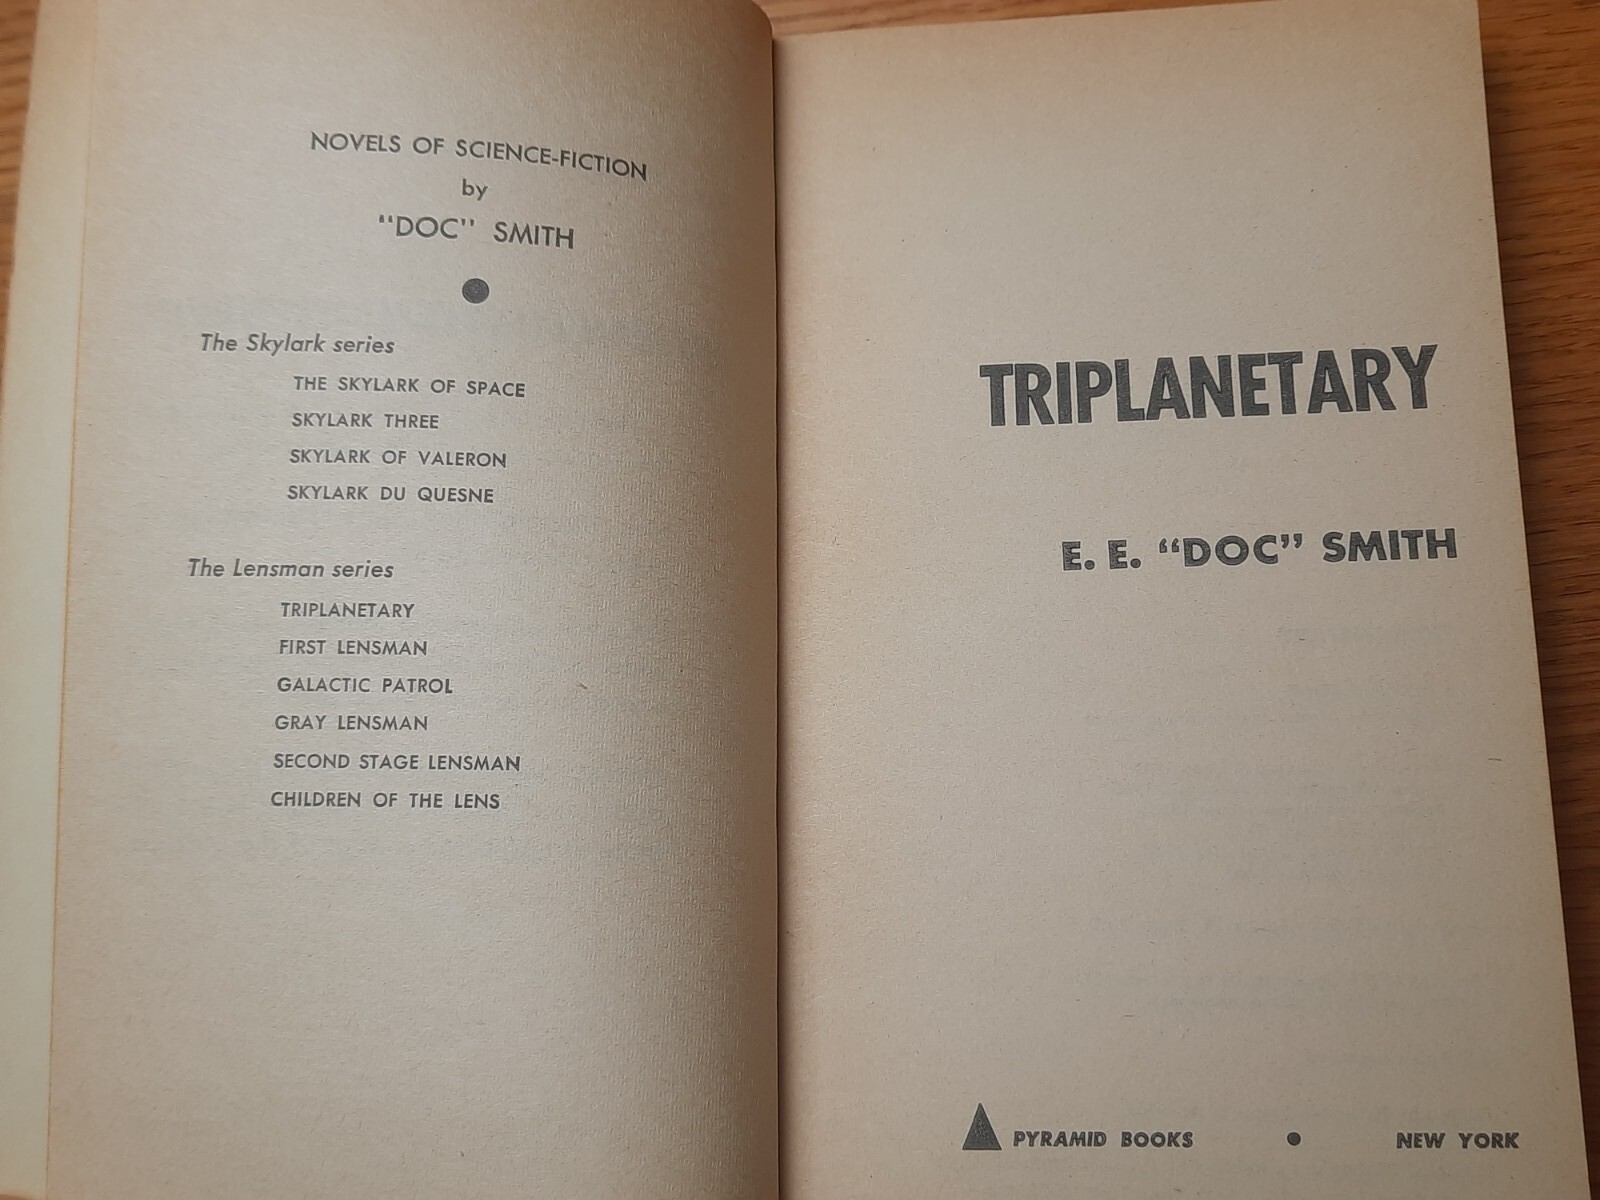 NOVELS OF SCIENCE-FICTION
by
"DOC" SMITH
The Skylark series
THE SKYLARK OF SPACE
SKYLARK THREE
SKYLARK OF VALERON
SKYLARK DU QUESNE
The Lensman series
TRIPLANETARY
FIRST LENSMAN
GALACTIC PATROL
GRAY LENSMAN
SECOND STAGE LENSMAN
CHILDREN OF THE LENS
TRIPLANETARY
E. E. “DOC” SMITH
PYRAMID BOOKS ● NEW YORK